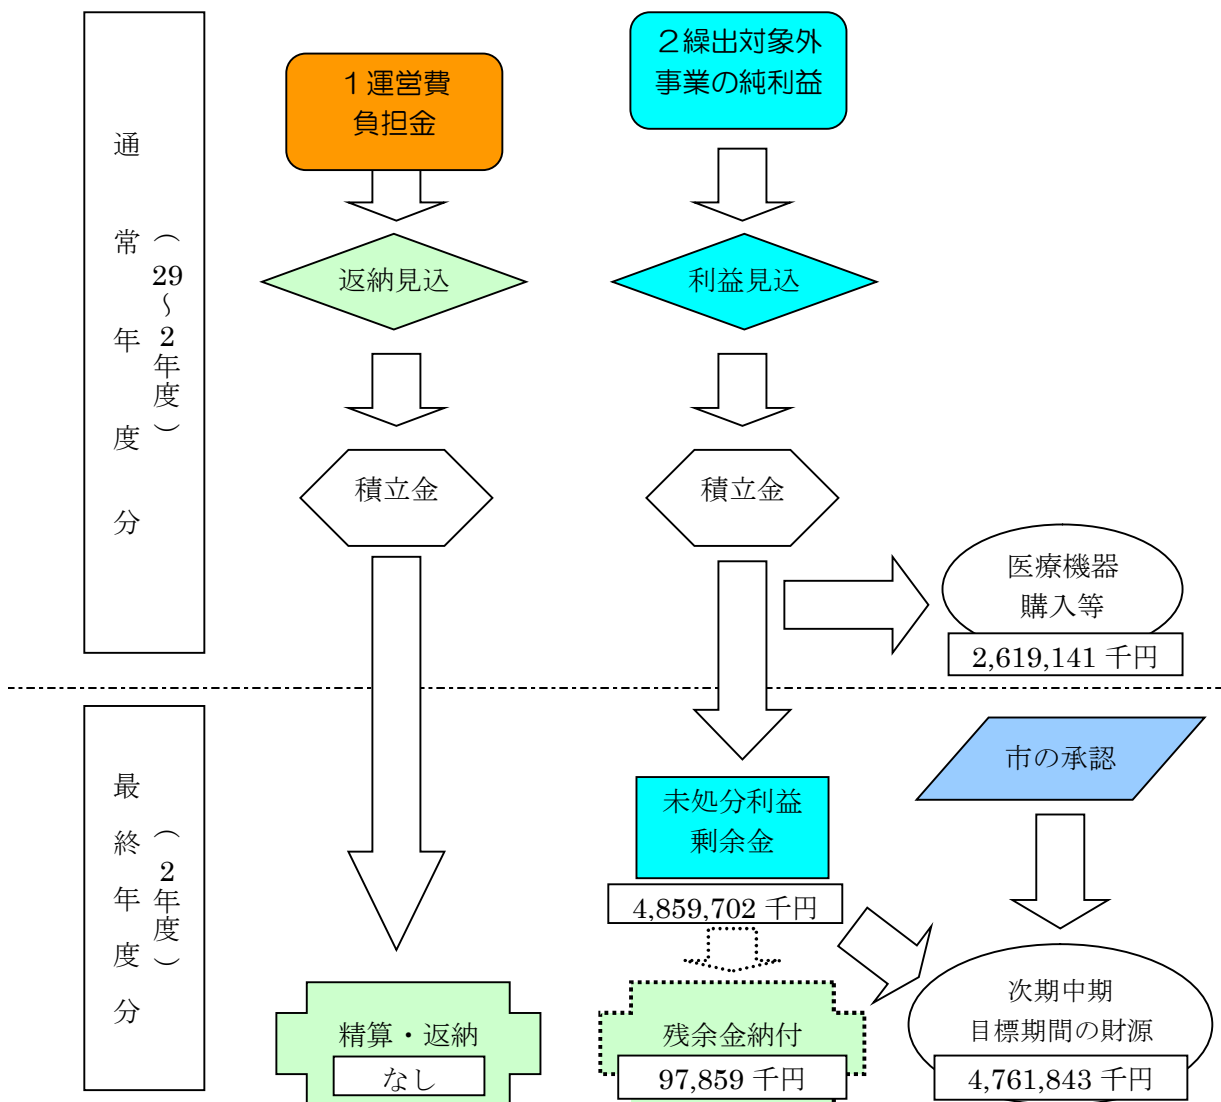 通常年度分
（29～2年度）
1運営費
負担金
2繰出対象外
事業の純利益
返納見込
利益見込
積立金
積立金
医療機器
購入等
2,619,141 千円
最終年度分
（2年度）
市の承認
未処分利益
剰余金
4,859,702 千円
次期中期
目標期間の財源
4,761,843 千円
精算・返納
なし
残余金納付
97,859 千円